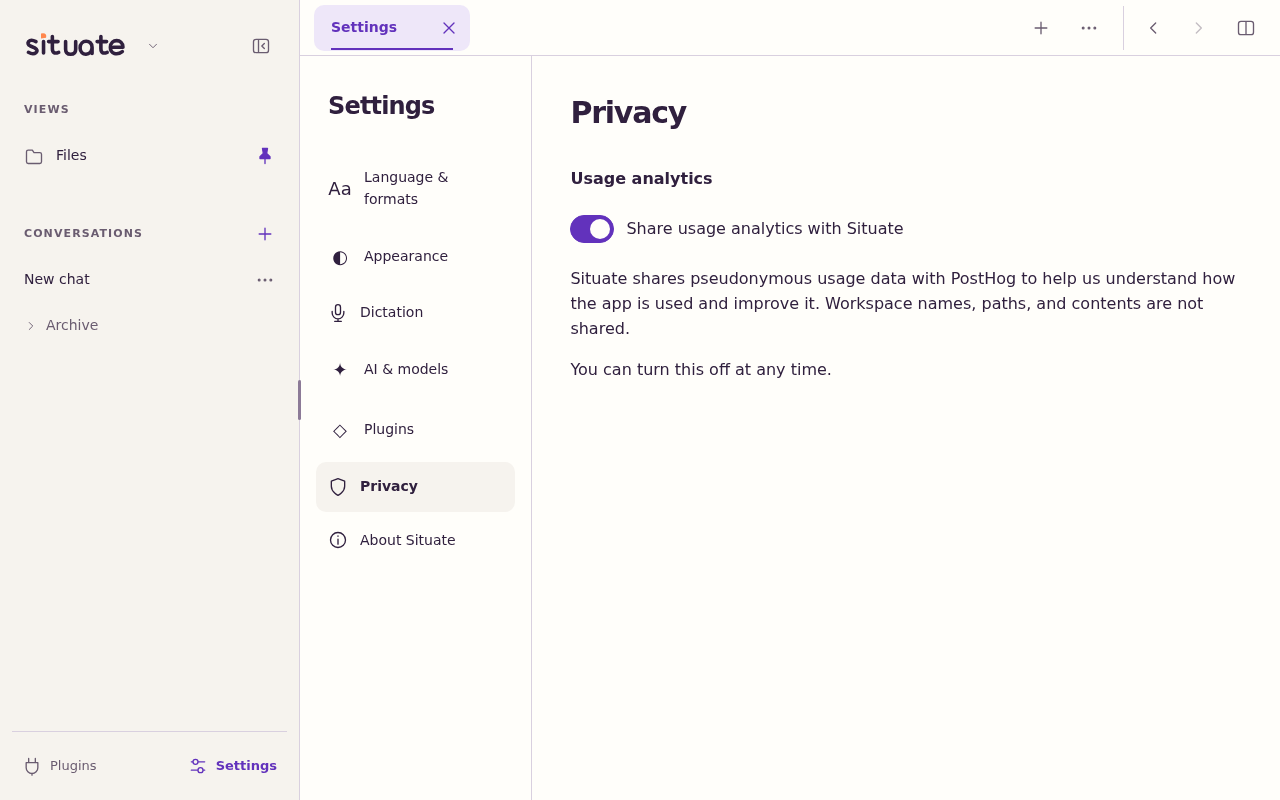 situate
VIEWS
Files
CONVERSATIONS
New chat
Archive
Plugins
Settings
Settings
Settings
Aa
Language &
formats
Appearance
Dictation
AI & models
Plugins
Privacy
About Situate
Privacy
Usage analytics
Share usage analytics with Situate
Situate shares pseudonymous usage data with PostHog to help us understand how
the app is used and improve it. Workspace names, paths, and contents are not
shared.
You can turn this off at any time.